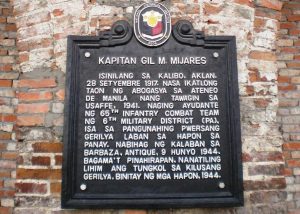 KAPITAN GIL M. MIJARES
ISINILANG SA KALIBO, AKLAN,
28 SETYEMBRE 1917. NASA IKATLONG
TAON NG ABOGASYA SA ATENEO
DE MANILA NANG TAWAGIN SA
USAFFE, 1941. NAGING AYUDANTE
NG 65TH INFANTRY COMBAT TEAM
NG 6TH MILITARY DISTRICT (PA),
ISA SA PANGUNAHING PWERSANG
GERILYA LABAN SA HAPON SA
PANAY. NABIHAG NG KALABAN SA
BARBAZA, ANTIQUE, 9 HUNYO 1944.
BAGAMA'T PINAHIRAPAN, NANATILING
LIHIM ANG TUNGKOL SA KILUSANG
GERILYA. BINITAY NG MGA HAPON, 1944.